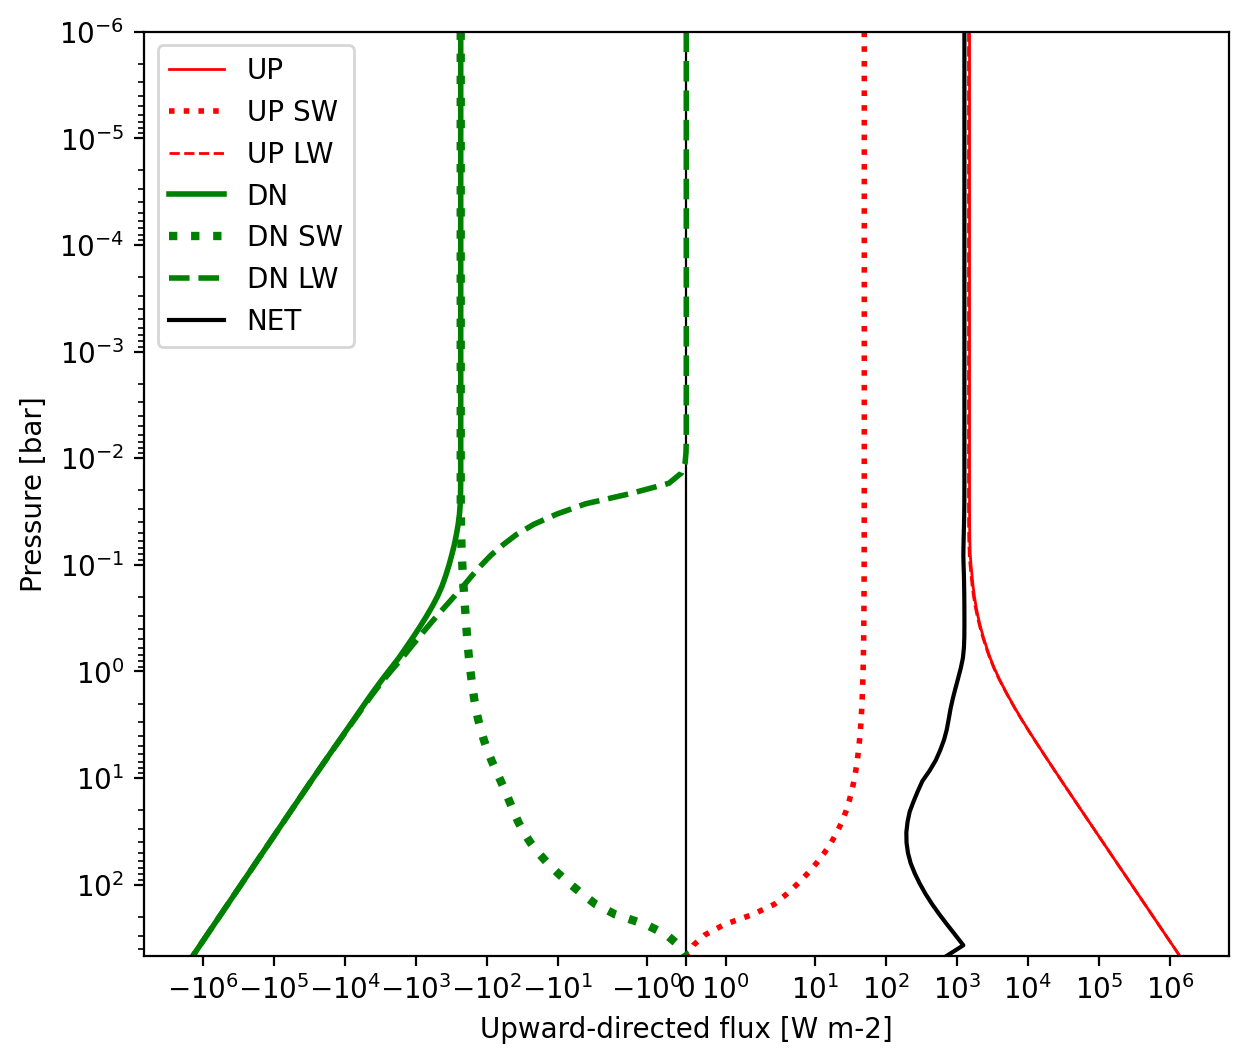 10⁻⁶
10⁻⁵
10⁻⁴
10⁻³
10⁻²
10⁻¹
10⁰
10¹
10²
Pressure [bar]
UP
UP SW
UP LW
DN
DN SW
DN LW
NET
−10⁶ −10⁵ −10⁴ −10³ −10² −10¹ −10⁰ 0 10⁰ 10¹ 10² 10³ 10⁴ 10⁵ 10⁶
Upward-directed flux [W m-2]